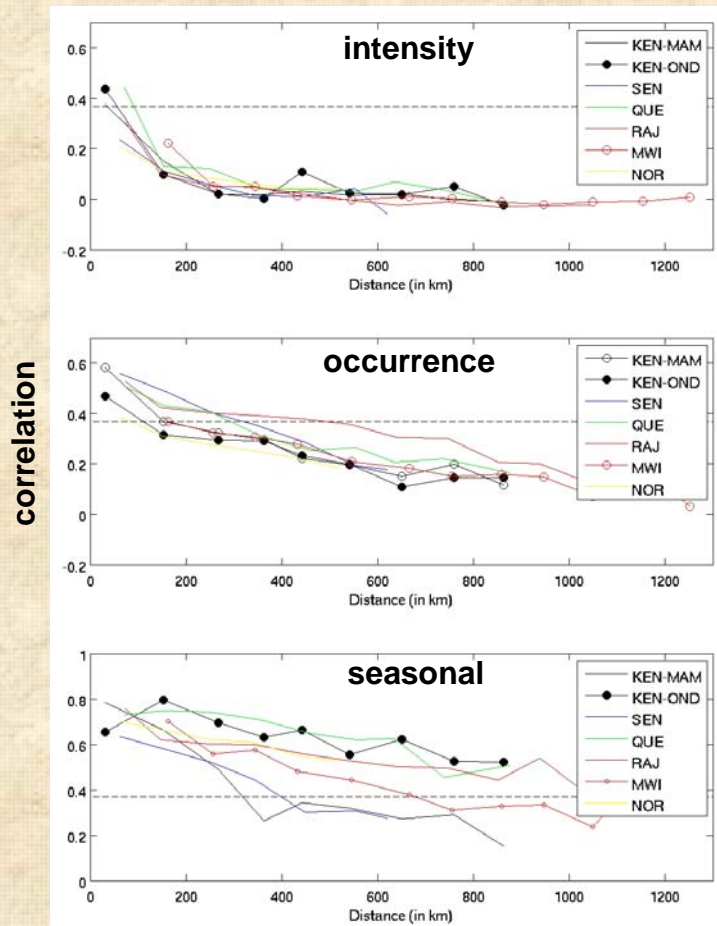 correlation
intensity
0.6
0.4
0.2
0
-0.2
0 200 400 600 800 1000 1200
Distance (in km)
KEN-MAM
KEN-OND
SEN
QUE
RAJ
MWI
NOR
occurrence
0.6
0.4
0.2
0
-0.2
0 200 400 600 800 1000 1200
Distance (in km)
KEN-MAM
KEN-OND
SEN
QUE
RAJ
MWI
NOR
seasonal
1
0.8
0.6
0.4
0.2
0
0 200 400 600 800 1000 1200
Distance (in km)
KEN-MAM
KEN-OND
SEN
QUE
RAJ
MWI
NOR